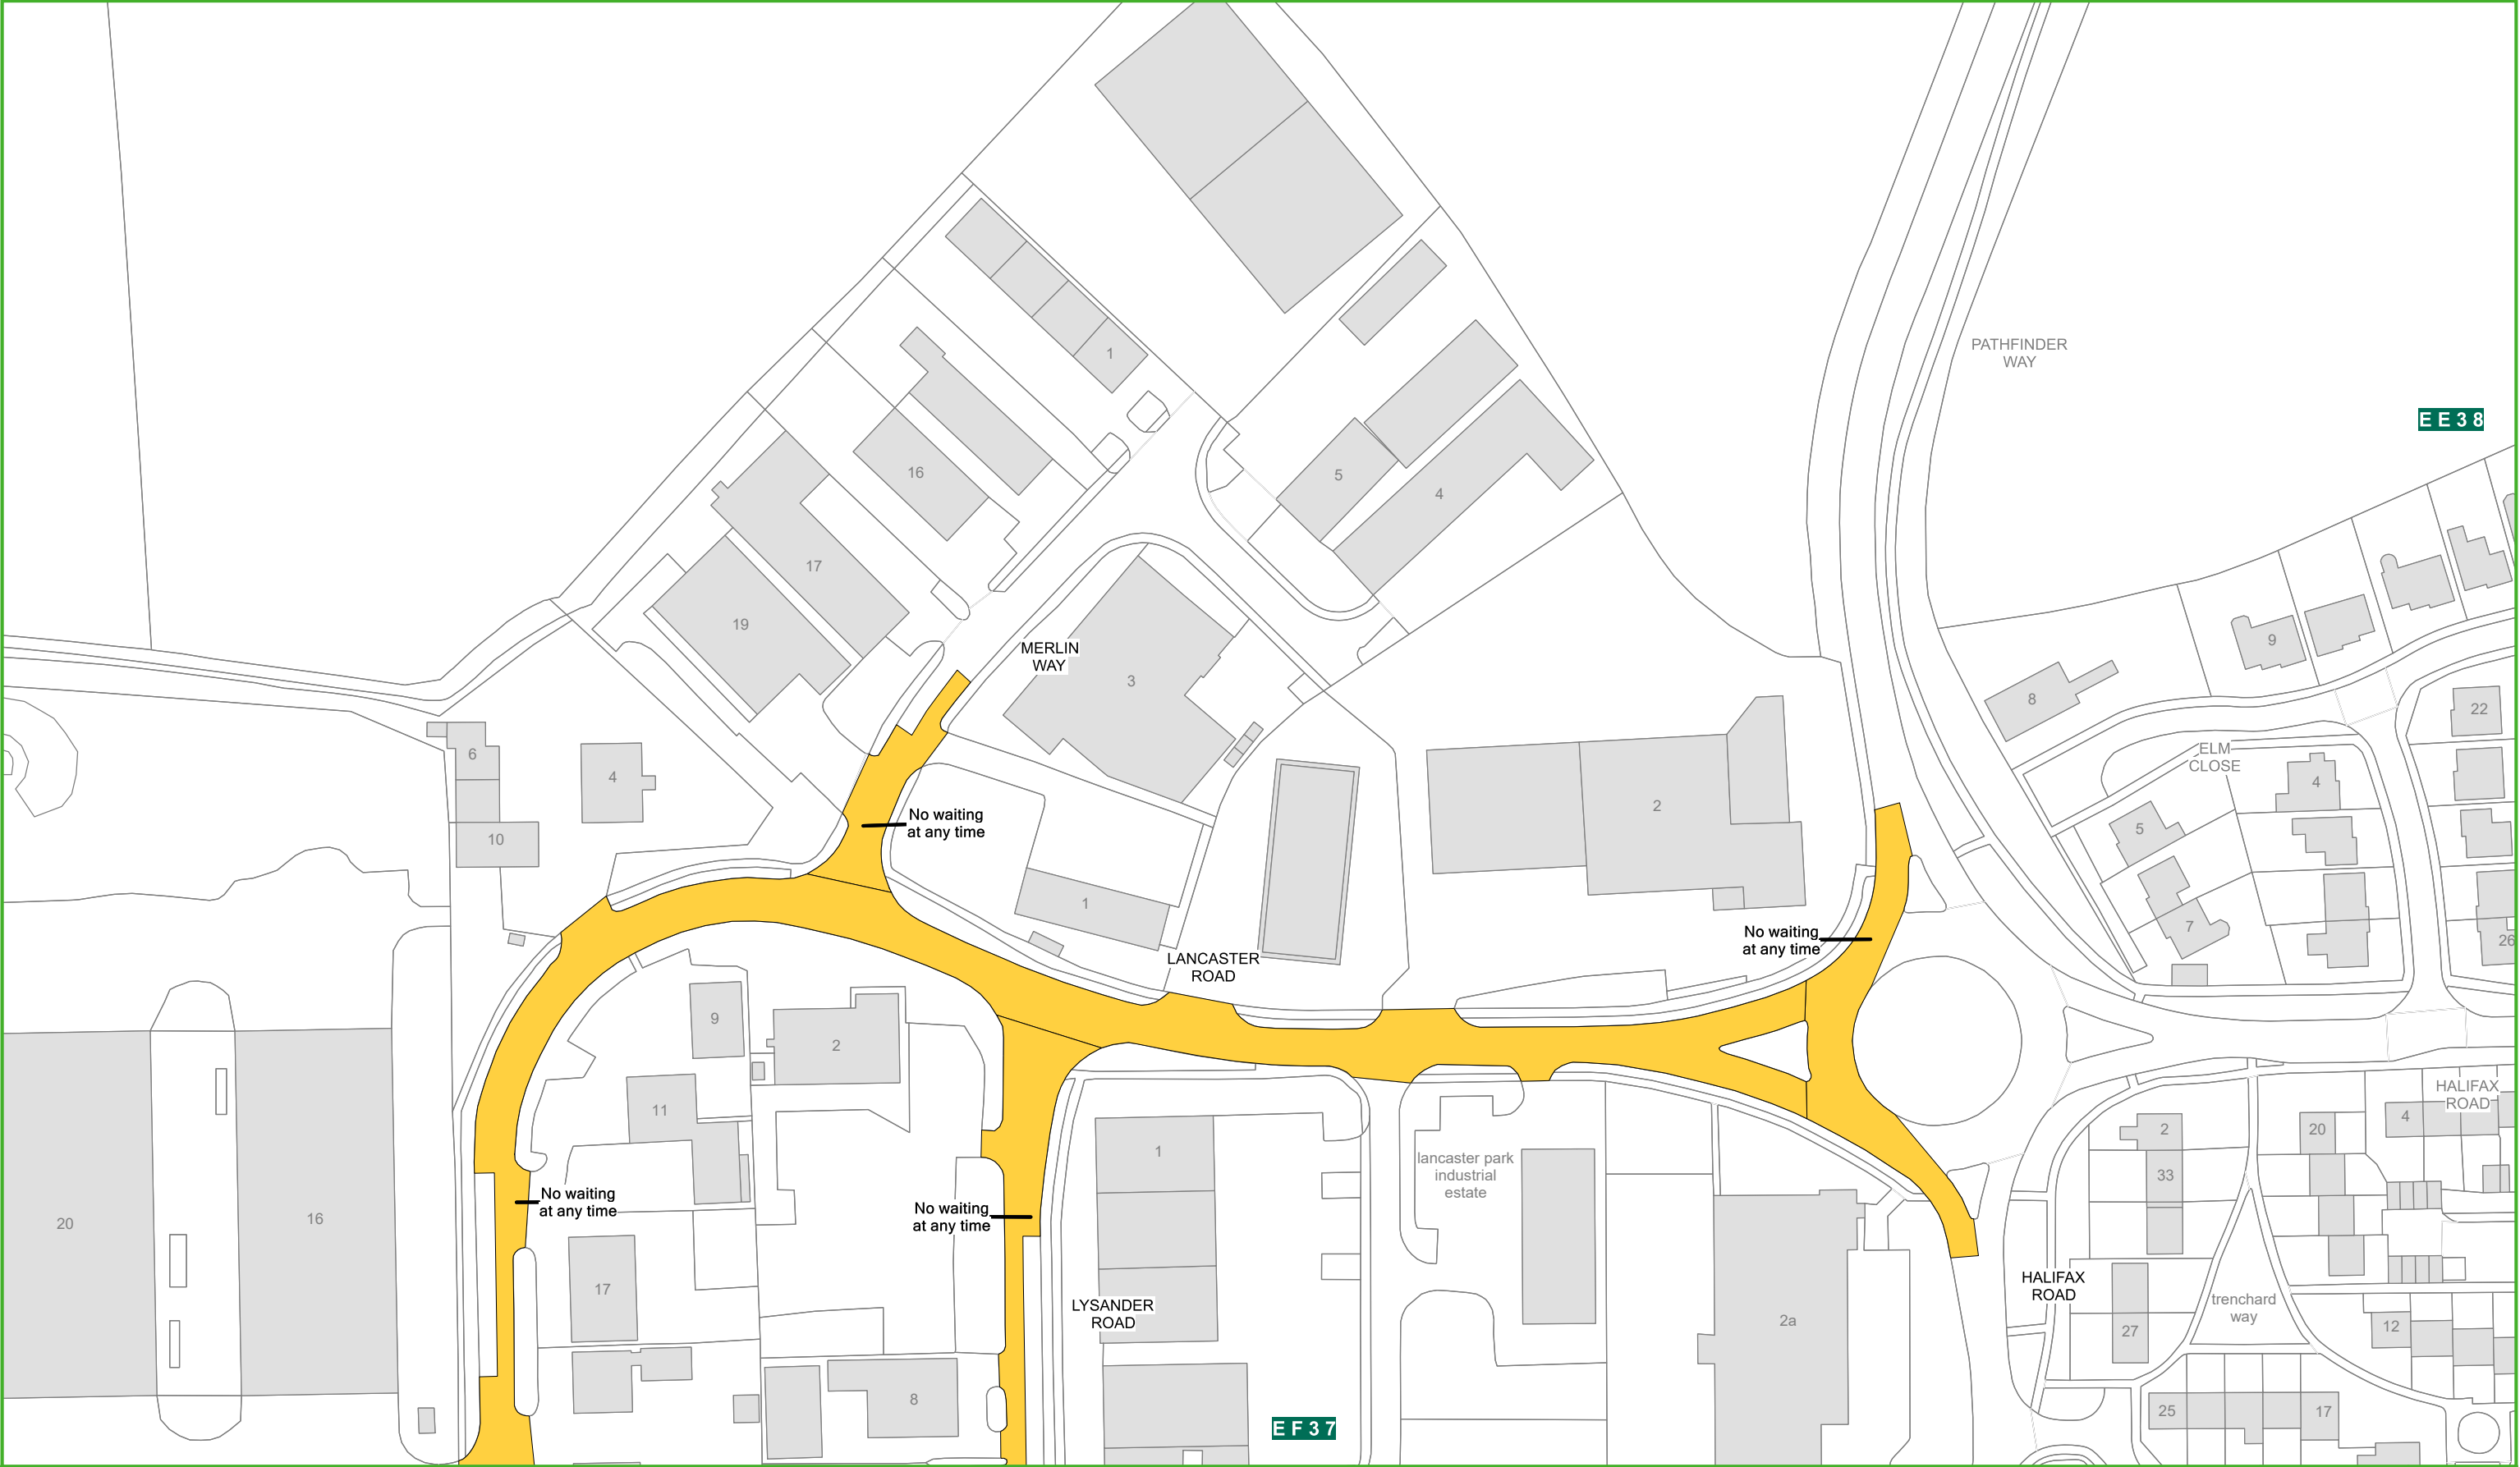 1
PATHFINDER
WAY
E E 3 8
16
5
4
17
19
MERLIN
WAY
3
9
8
22
6
4
10
ELM
CLOSE
4
5
7
26
2
No waiting
at any time
1
LANCASTER
ROAD
No waiting
at any time
9
2
11
HALIFAX
ROAD
4
20
2
33
1
lancaster park
industrial
estate
No waiting
at any time
No waiting
at any time
20
16
17
LYSANDER
ROAD
HALIFAX
ROAD
trenchard
way
2a
27
12
8
25
17
E F 3 7